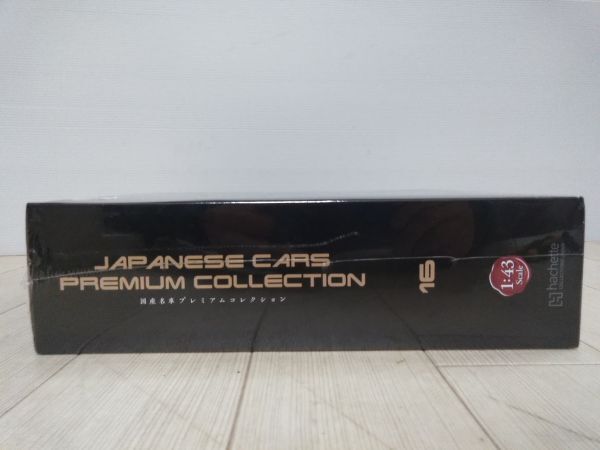 JAPANESE CARS
PREMIUM COLLECTION
国産名車プレミアムコレクション
16
1:43
Scale
hachette